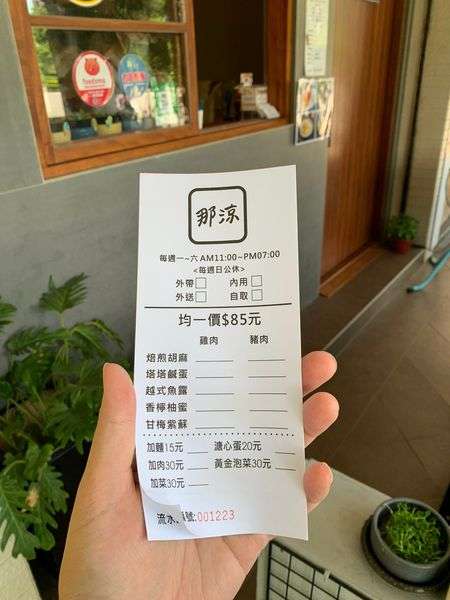 foodomo
那涼
每週一~六 AM11:00~PM07:00
<每週日公休>
外帶 內用
外送 自取
均一價$85元
雞肉 豬肉
焙煎胡麻
塔塔鹹蛋
越式魚露
香檸柚蜜
甘梅紫蘇
加麵15元 溏心蛋20元
加肉30元 黃金泡菜30元
加菜30元
流水 號:001223